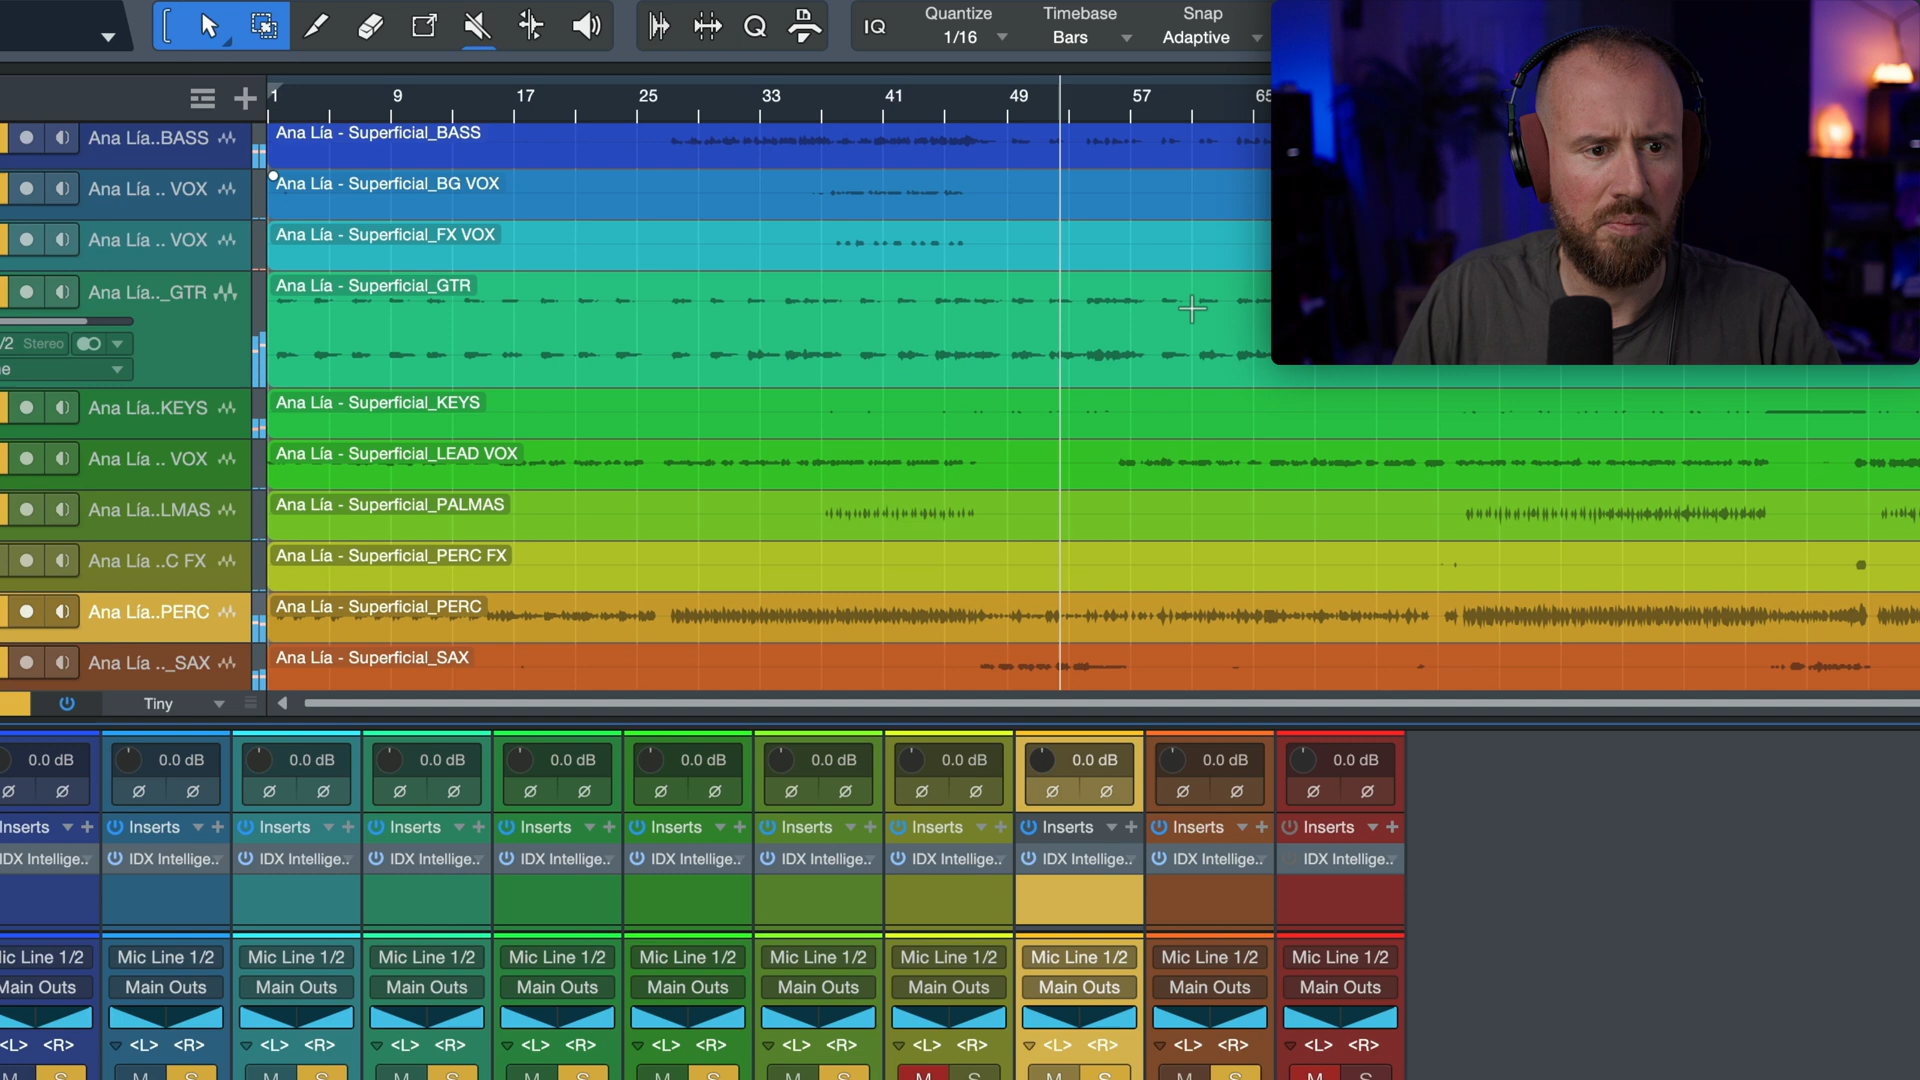 IQ
Quantize
1/16
Timebase
Bars
Snap
Adaptive
1 9 17 25 33 41 49 57 65
Ana Lía..BASS
Ana Lía - Superficial_BASS
Ana Lía .. VOX
Ana Lía - Superficial_BG VOX
Ana Lía .. VOX
Ana Lía - Superficial_FX VOX
Ana Lía.._GTR
Ana Lía - Superficial_GTR
/2 Stereo
e
Ana Lía..KEYS
Ana Lía - Superficial_KEYS
Ana Lía .. VOX
Ana Lía - Superficial_LEAD VOX
Ana Lía..LMAS
Ana Lía - Superficial_PALMAS
Ana Lía ..C FX
Ana Lía - Superficial_PERC FX
Ana Lía..PERC
Ana Lía - Superficial_PERC
Ana Lía .._SAX
Ana Lía - Superficial_SAX
Tiny
0.0 dB 0.0 dB 0.0 dB 0.0 dB 0.0 dB 0.0 dB 0.0 dB 0.0 dB 0.0 dB 0.0 dB 0.0 dB
Ø Ø Ø Ø Ø Ø Ø Ø Ø Ø Ø Ø Ø Ø Ø Ø Ø Ø Ø Ø Ø Ø
Inserts Inserts Inserts Inserts Inserts Inserts Inserts Inserts Inserts Inserts Inserts
IDX Intellige.. IDX Intellige.. IDX Intellige.. IDX Intellige.. IDX Intellige.. IDX Intellige.. IDX Intellige.. IDX Intellige.. IDX Intellige.. IDX Intellige.. IDX Intellige..
ic Line 1/2 Mic Line 1/2 Mic Line 1/2 Mic Line 1/2 Mic Line 1/2 Mic Line 1/2 Mic Line 1/2 Mic Line 1/2 Mic Line 1/2 Mic Line 1/2 Mic Line 1/2
Main Outs Main Outs Main Outs Main Outs Main Outs Main Outs Main Outs Main Outs Main Outs Main Outs Main Outs
<L> <R> <L> <R> <L> <R> <L> <R> <L> <R> <L> <R> <L> <R> <L> <R> <L> <R> <L> <R> <L> <R>
M S M S M S M S M S M S M S M S M S M S M S